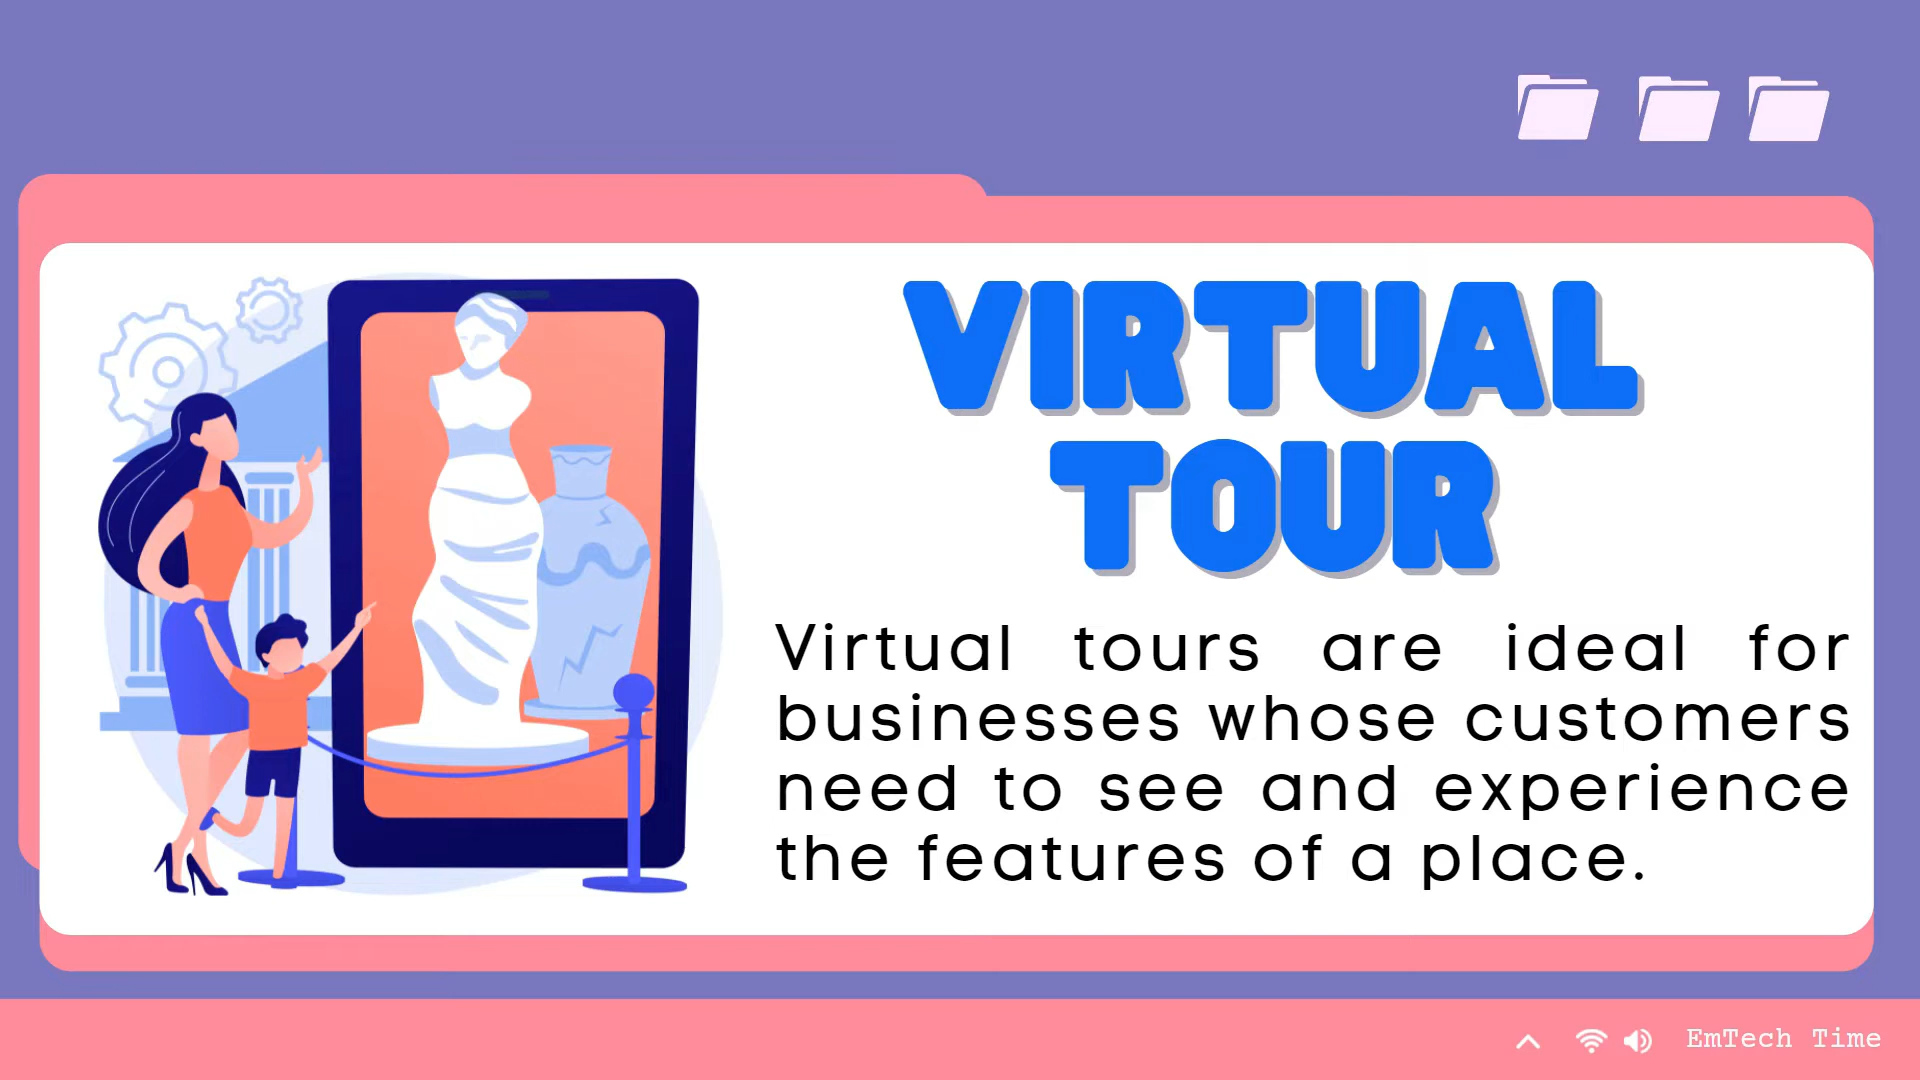 VIRTUAL
TOUR
Virtual tours are ideal for
businesses whose customers
need to see and experience
the features of a place.
EmTech Time